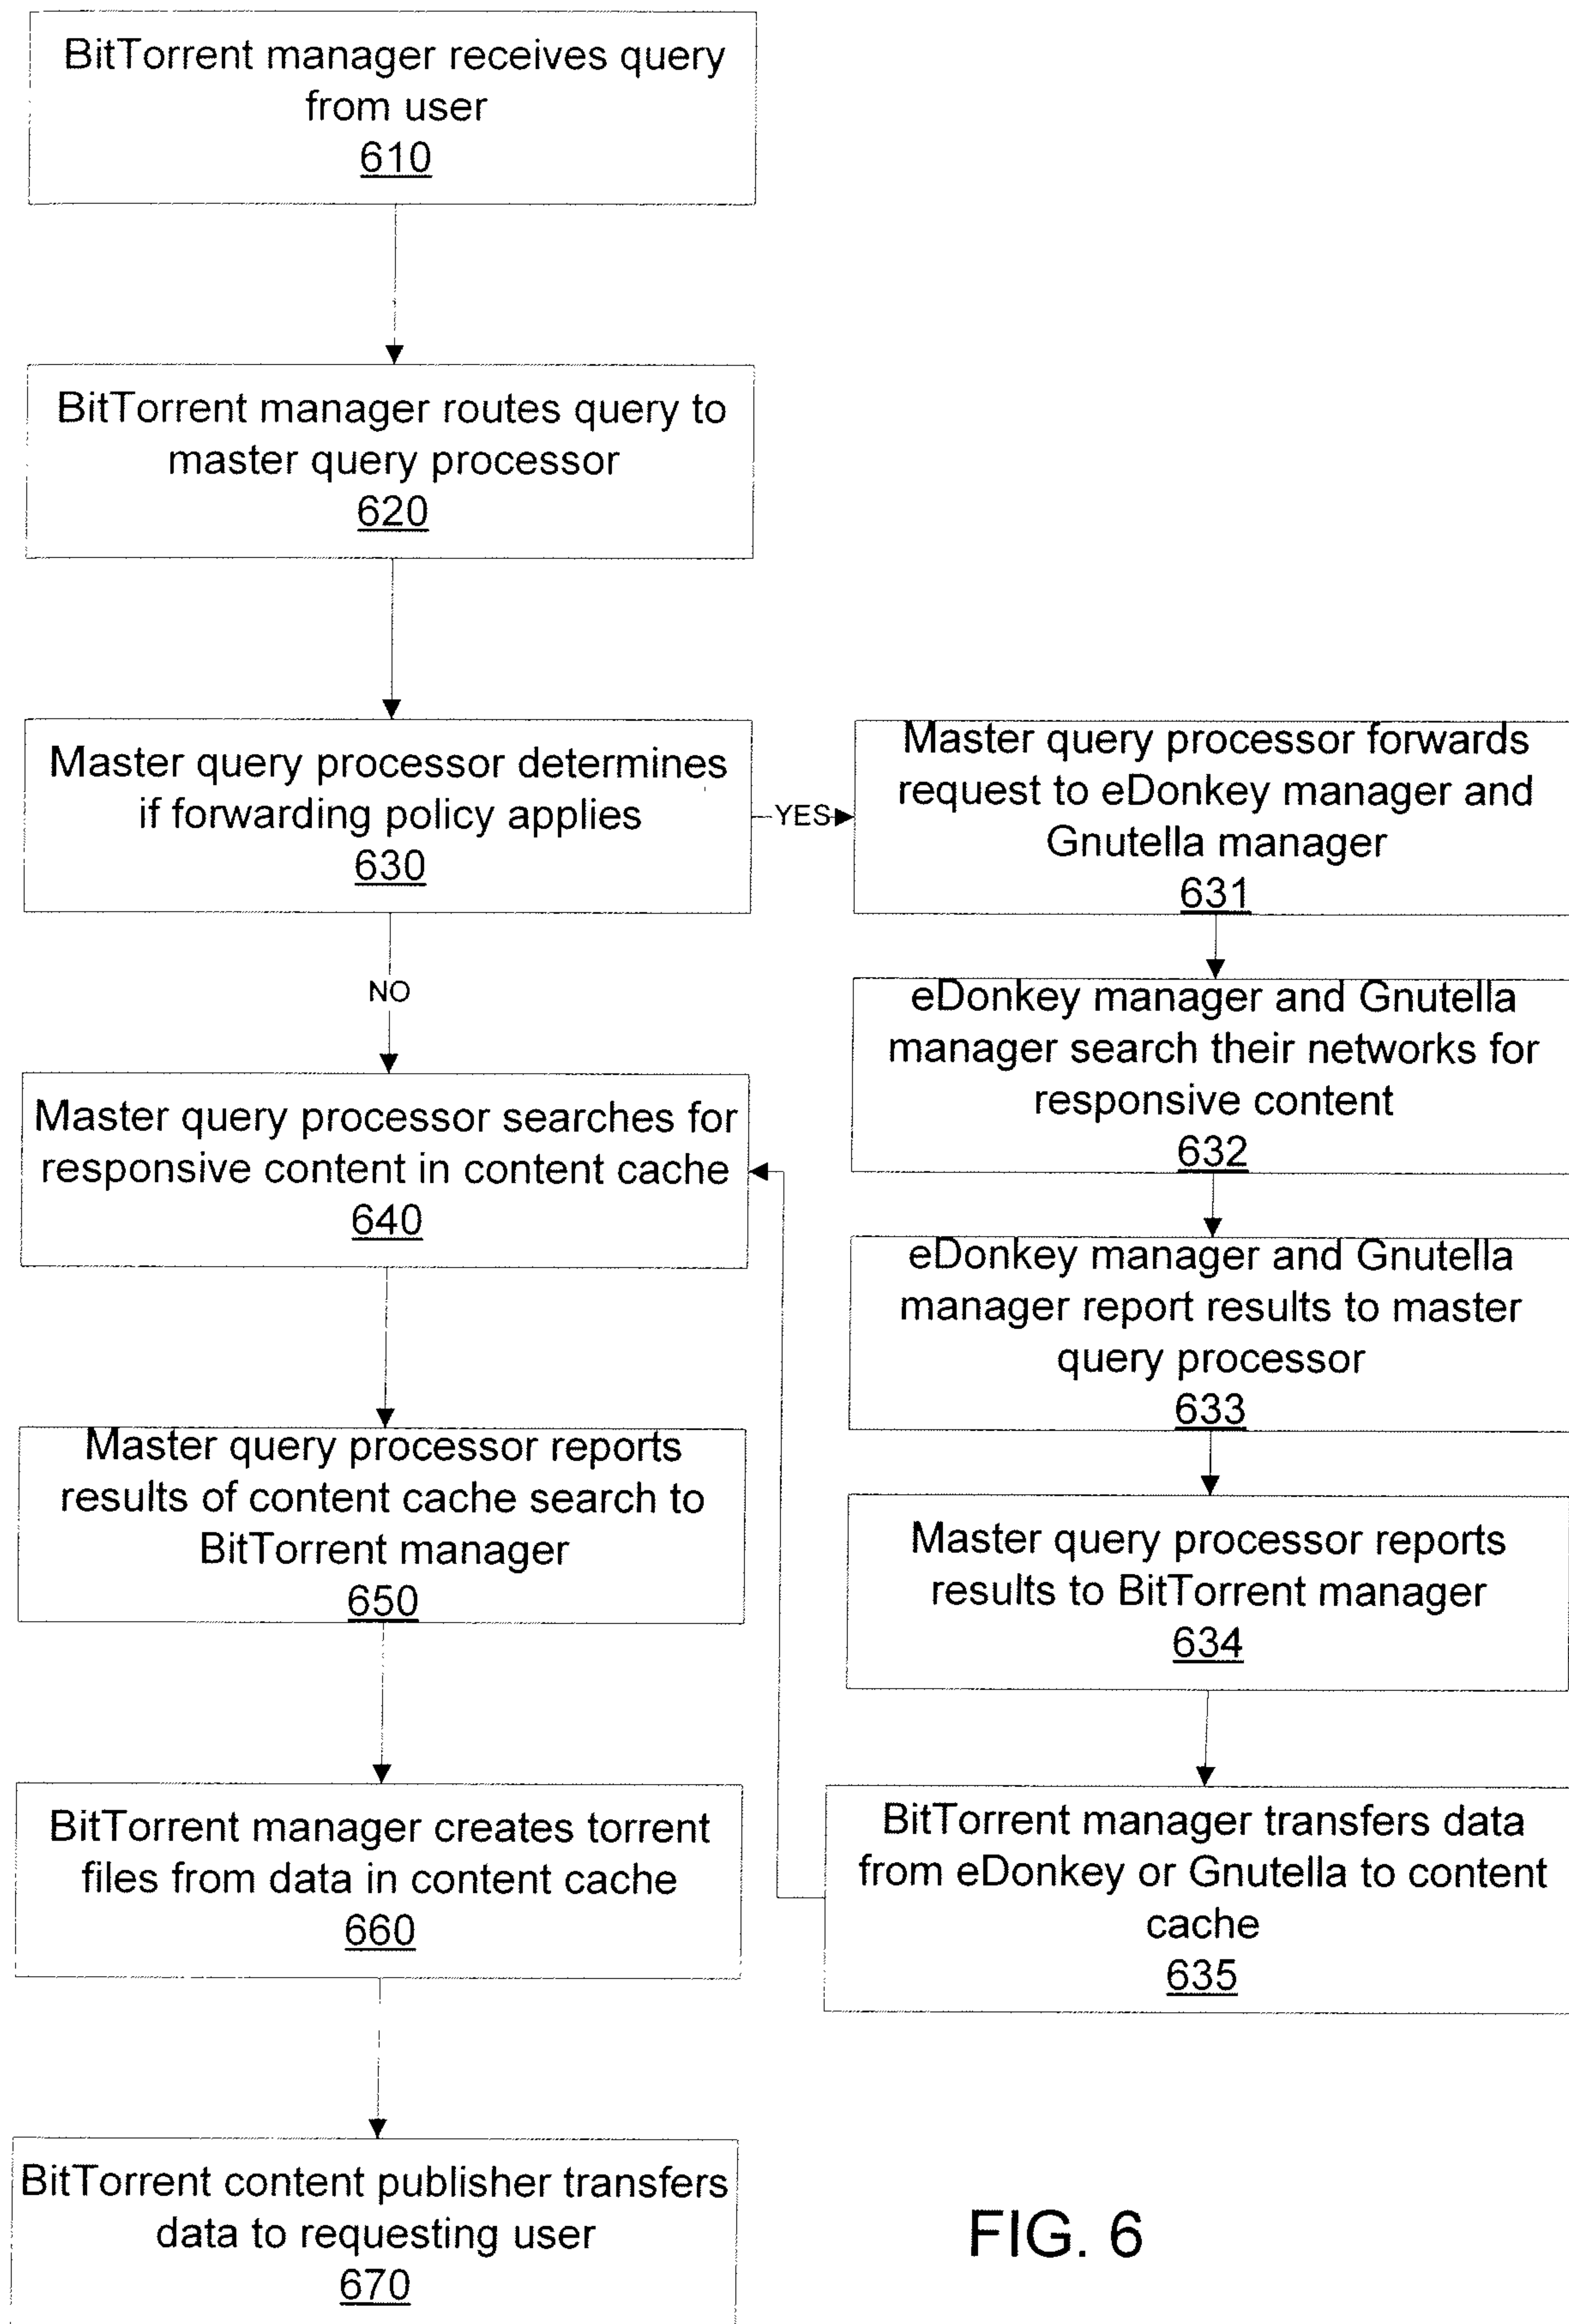 BitTorrent manager receives query
from user
610
BitTorrent manager routes query to
master query processor
620
Master query processor determines
if forwarding policy applies
630
YES
Master query processor forwards
request to eDonkey manager and
Gnutella manager
631
NO
eDonkey manager and Gnutella
manager search their networks for
responsive content
632
Master query processor searches for
responsive content in content cache
640
eDonkey manager and Gnutella
manager report results to master
query processor
633
Master query processor reports
results of content cache search to
BitTorrent manager
650
Master query processor reports
results to BitTorrent manager
634
BitTorrent manager creates torrent
files from data in content cache
660
BitTorrent manager transfers data
from eDonkey or Gnutella to content
cache
635
BitTorrent content publisher transfers
data to requesting user
670
FIG. 6